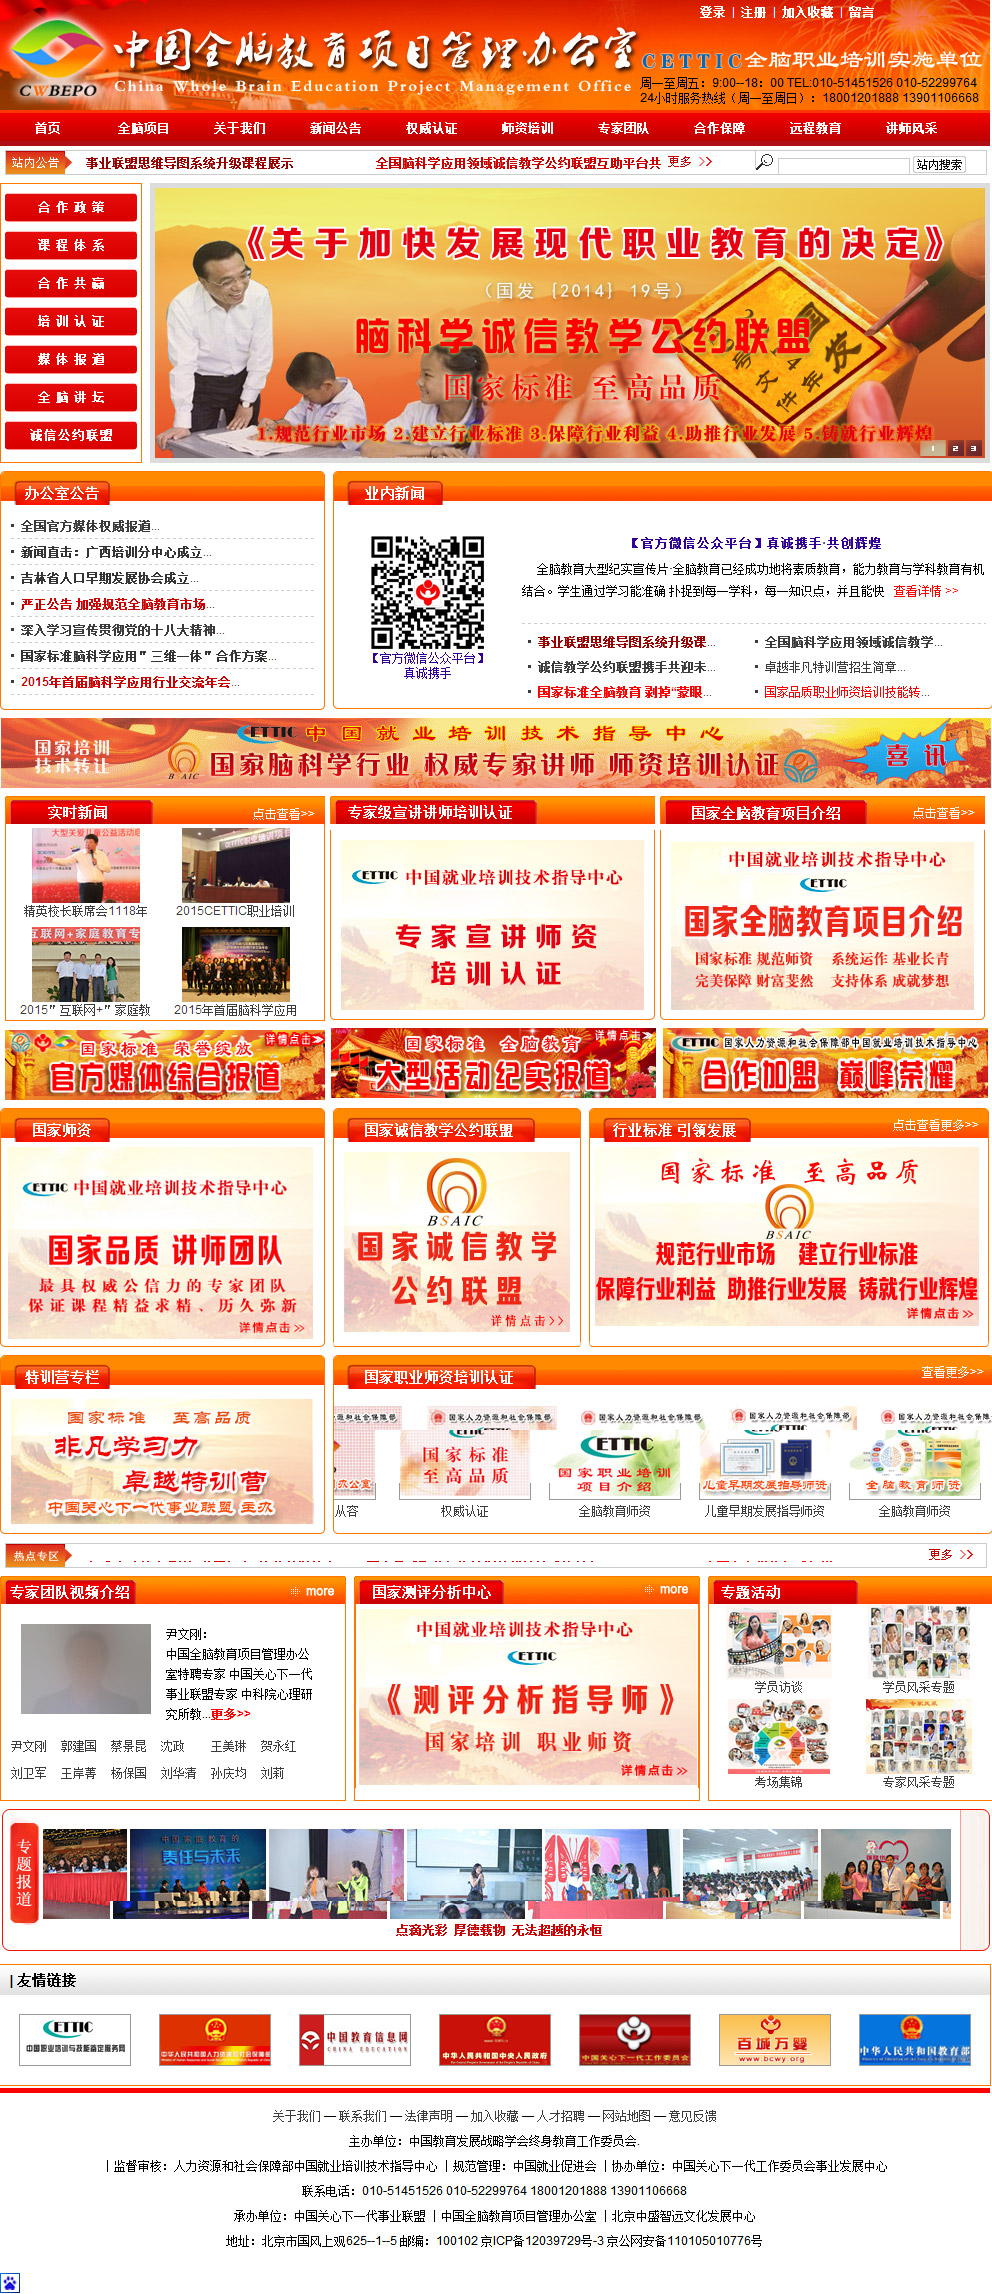 登录 | 注册 | 加入收藏 | 留言
中国全脑教育项目管理办公室
China Whole Brain Education Project Management Office
CWBEPO
CETTIC全脑职业培训实施单位
周一至周五：9:00--18：00 TEL:010-51451526 010-52299764
24小时服务热线（周一至周日）：18001201888 13901106668
首页 全脑项目 关于我们 新闻公告 权威认证 师资培训 专家团队 合作保障 远程教育 讲师风采
站内公告 事业联盟思维导图系统升级课程展示 全国脑科学应用领域诚信教学公约联盟互助平台共 更多 >> 站内搜索
合作政策
课程体系
合作共赢
培训认证
媒体报道
全脑讲坛
诚信公约联盟
《关于加快发展现代职业教育的决定》
（国发｛2014｝19号）
脑科学诚信教学公约联盟
国家标准 至高品质
1.规范行业市场 2.建立行业标准 3.保障行业利益 4.助推行业发展 5.铸就行业辉煌
1 2 3
办公室公告
全国官方媒体权威报道...
新闻直击：广西培训分中心成立...
吉林省人口早期发展协会成立...
严正公告 加强规范全脑教育市场...
深入学习宣传贯彻党的十八大精神...
国家标准脑科学应用＂三维一体＂合作方案...
2015年首届脑科学应用行业交流年会...
业内新闻
【官方微信公众平台】
真诚携手
【官方微信公众平台】真诚携手·共创辉煌
全脑教育大型纪实宣传片·全脑教育已经成功地将素质教育，能力教育与学科教育有机
结合。学生通过学习能准确 扑捉到每一学科，每一知识点，并且能快 查看详情 >>
事业联盟思维导图系统升级课... 全国脑科学应用领域诚信教学...
诚信教学公约联盟携手共迎未... 卓越非凡特训营招生简章...
国家标准全脑教育 剥掉“蒙眼... 国家品质职业师资培训技能转...
国家培训
技术转让
CETTIC 中国就业培训技术指导中心
BSAIC 国家脑科学行业 权威专家讲师 师资培训认证
喜讯
实时新闻 点击查看>>
精英校长联席会1118年 2015CETTIC职业培训
2015＂互联网+＂家庭教 2015年首届脑科学应用
专家级宣讲讲师培训认证
CETTIC 中国就业培训技术指导中心
专家宣讲师资
培训认证
国家全脑教育项目介绍 点击查看>>
中国就业培训技术指导中心
CETTIC
国家全脑教育项目介绍
国家标准 规范师资 系统运作 基业长青
完美保障 财富斐然 支持体系 成就梦想
国家标准 荣誉绽放 详情点击
官方媒体综合报道
国家标准 全脑教育 详情点击
大型活动纪实报道
CETTIC 国家人力资源和社会保障部中国就业培训技术指导中心
合作加盟 巅峰荣耀
国家师资
CETTIC 中国就业培训技术指导中心
国家品质 讲师团队
最具权威公信力的专家团队
保证课程精益求精、历久弥新
详情点击 >>
国家诚信教学公约联盟
BSAIC
国家诚信教学
公约联盟
详情点击>>
行业标准 引领发展 点击查看更多>>
国家标准 至高品质
BSAIC
规范行业市场 建立行业标准
保障行业利益 助推行业发展 铸就行业辉煌
详情点击 >>
特训营专栏
国家标准 至高品质
非凡学习力
卓越特训营
中国关心下一代事业联盟 主办
国家职业师资培训认证 查看更多>>
国家人力资源和社会保障部
国家标准
至高品质
CETTIC
国家职业培训
项目介绍
儿童早期发展指导师资
全脑教育师资
从容 权威认证 全脑教育师资 儿童早期发展指导师资 全脑教育师资
热点专区 更多 >>
专家团队视频介绍 more
尹文刚：
中国全脑教育项目管理办公
室特聘专家 中国关心下一代
事业联盟专家 中科院心理研
究所教...更多>>
尹文刚 郭建国 蔡景昆 沈政 王美琳 贺永红
刘卫军 王岸菁 杨保国 刘华清 孙庆均 刘莉
国家测评分析中心 more
中国就业培训技术指导中心
CETTIC
《测评分析指导师》
国家培训 职业师资
详情点击 >>
专题活动
学员访谈 学员风采专题
考场集锦 专家风采专题
专题报道
责任与未来
点滴光彩 厚德载物 无法超越的永恒
| 友情链接
CETTIC
中国职业培训与技能鉴定服务网
中国教育信息网
CHINA EDUCATION
中华人民共和国中央人民政府
中国关心下一代工作委员会
百城万婴
www.bcwy.org
中华人民共和国教育部
关于我们 — 联系我们 — 法律声明 — 加入收藏 — 人才招聘 — 网站地图 — 意见反馈
主办单位：中国教育发展战略学会终身教育工作委员会.
| 监督审核：人力资源和社会保障部中国就业培训技术指导中心 | 规范管理：中国就业促进会 | 协办单位：中国关心下一代工作委员会事业发展中心
联系电话：010-51451526 010-52299764 18001201888 13901106668
承办单位：中国关心下一代事业联盟 | 中国全脑教育项目管理办公室 | 北京中盛智远文化发展中心
地址：北京市国风上观625--1--5 邮编：100102 京ICP备12039729号-3 京公网安备110105010776号